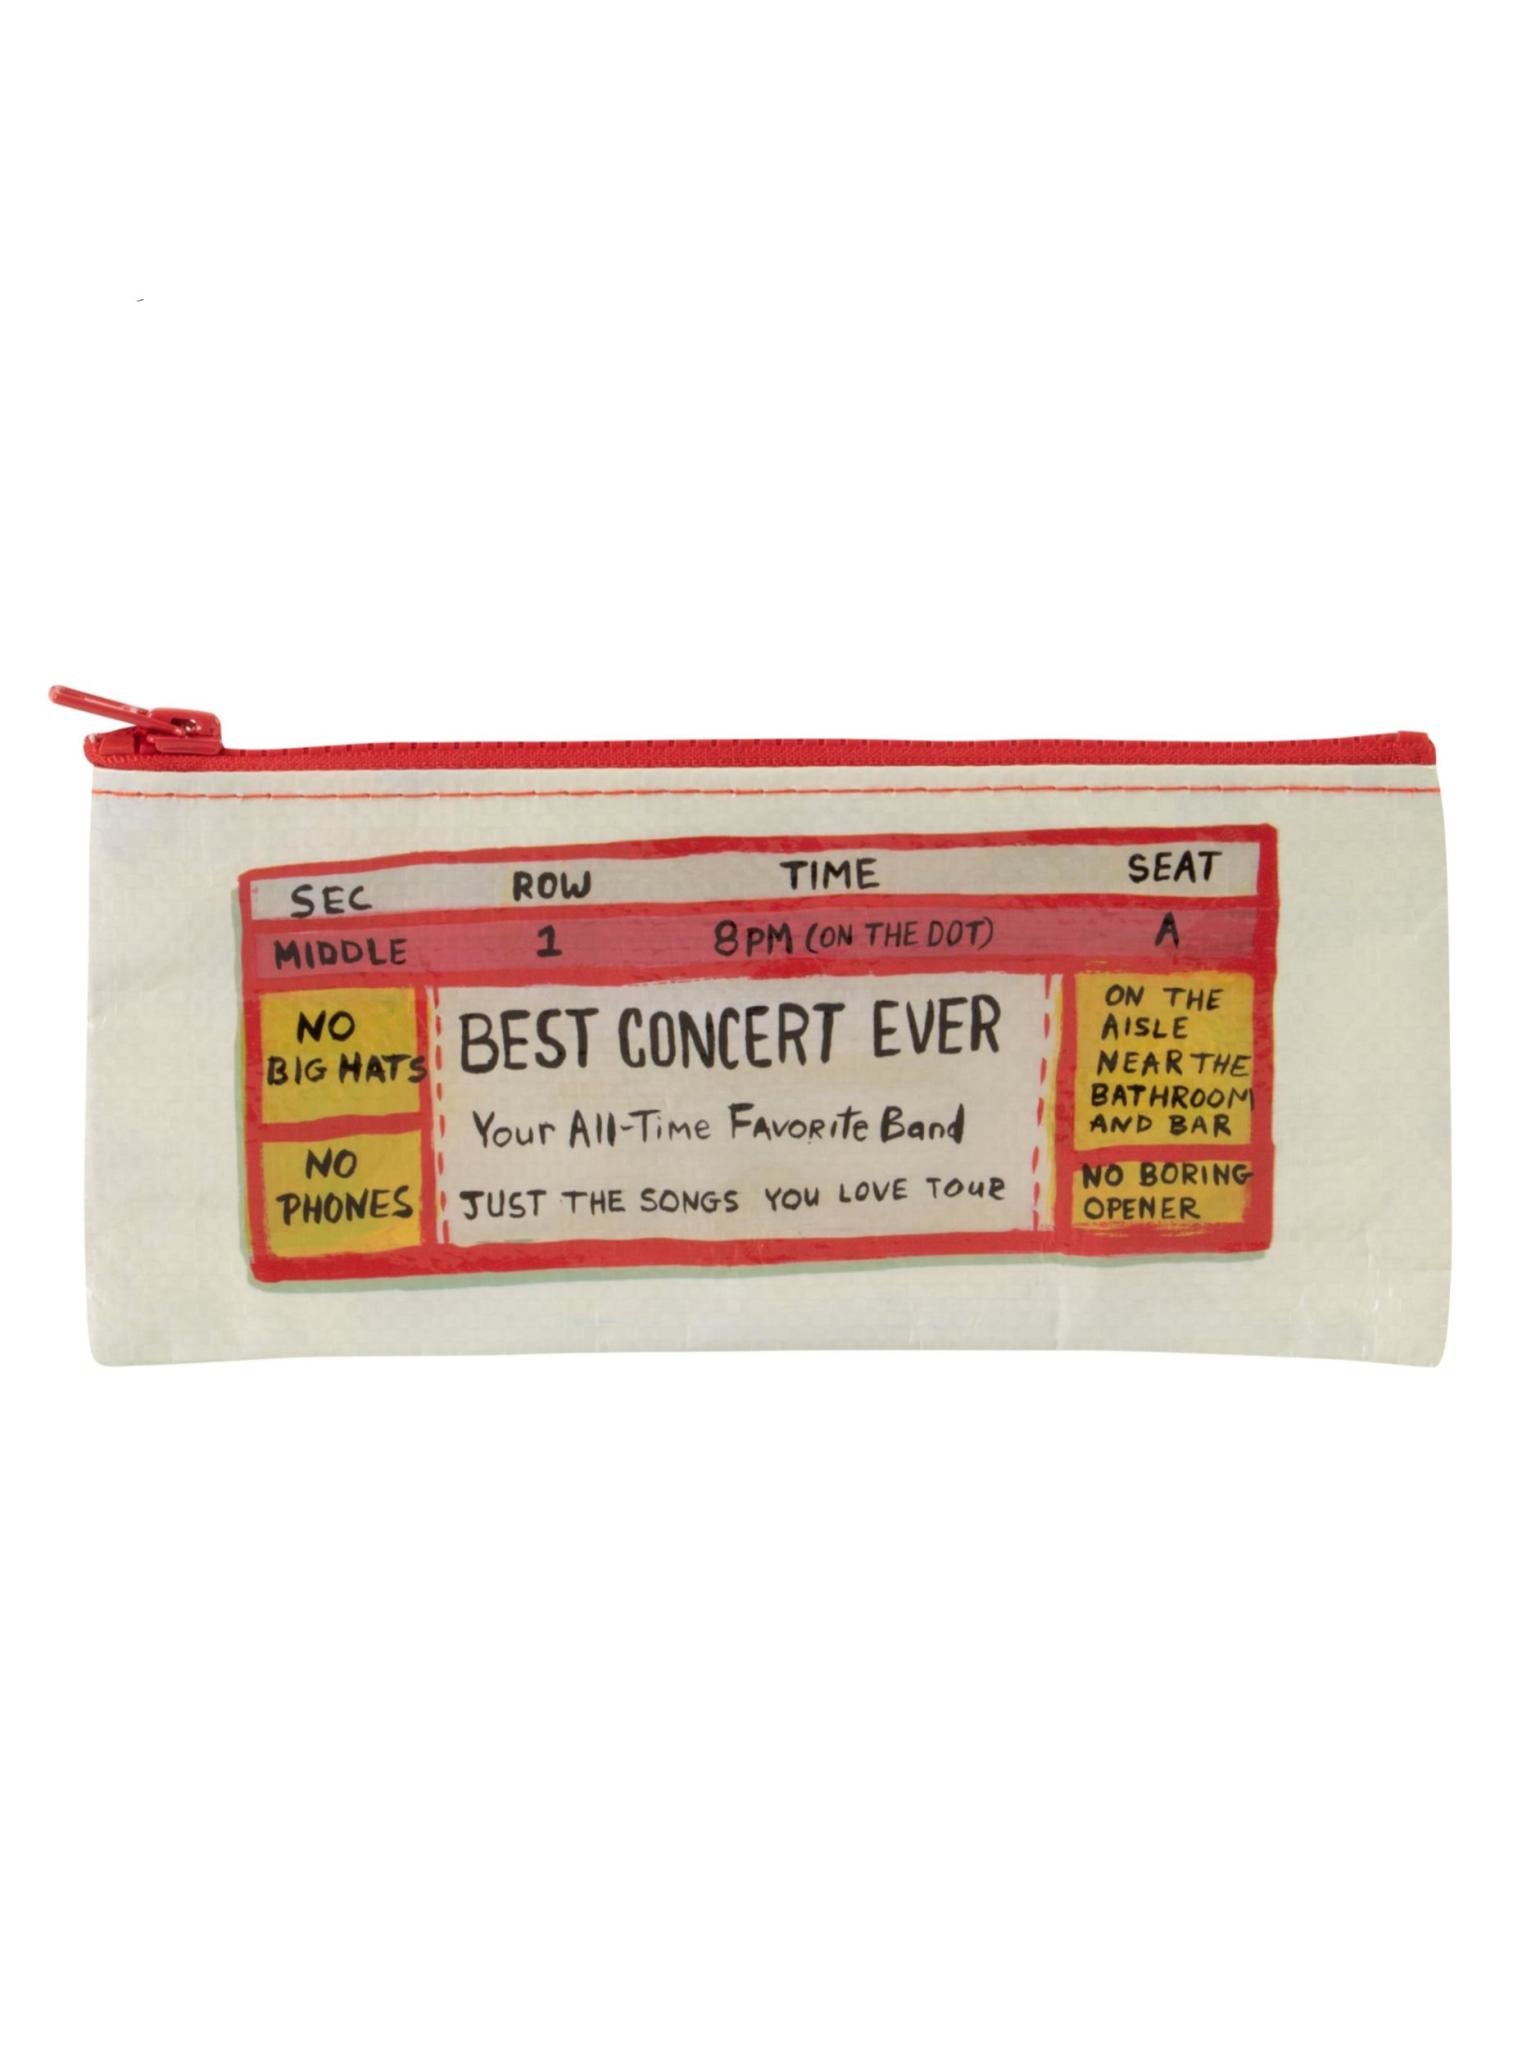 SEC ROW TIME SEAT
MIDDLE 1 8PM (ON THE DOT) A
NO
BIG HATS
NO
PHONES
BEST CONCERT EVER
Your All-Time Favorite Band
JUST THE SONGS YOU LOVE TOUR
ON THE
AISLE
NEAR THE
BATHROOM
AND BAR
NO BORING
OPENER